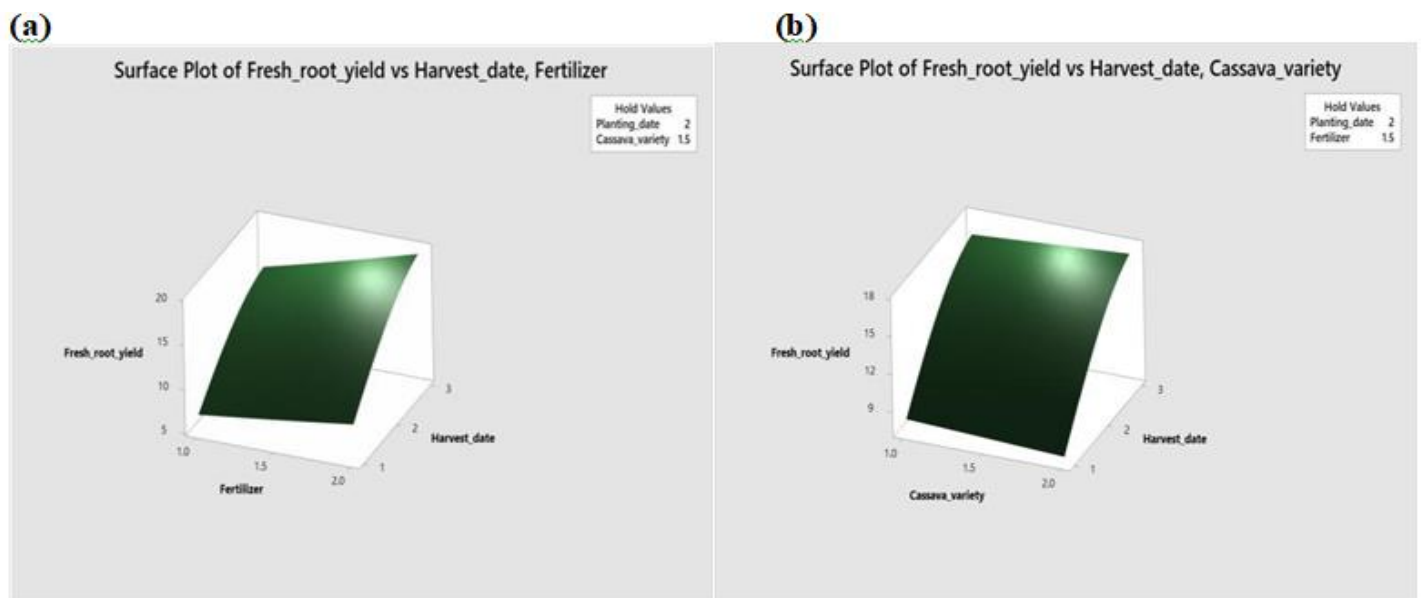 (a)
Surface Plot of Fresh_root_yield vs Harvest_date, Fertilizer
Hold Values
Planting_date 2
Cassava_variety 1.5
20
15
10
5
Fresh_root_yield
1.0
1.5
2.0
Fertilizer
3
2
1
Harvest_date
(b)
Surface Plot of Fresh_root_yield vs Harvest_date, Cassava_variety
Hold Values
Planting_date 2
Fertilizer 1.5
18
15
12
9
Fresh_root_yield
1.0
1.5
2.0
Cassava_variety
3
2
1
Harvest_date